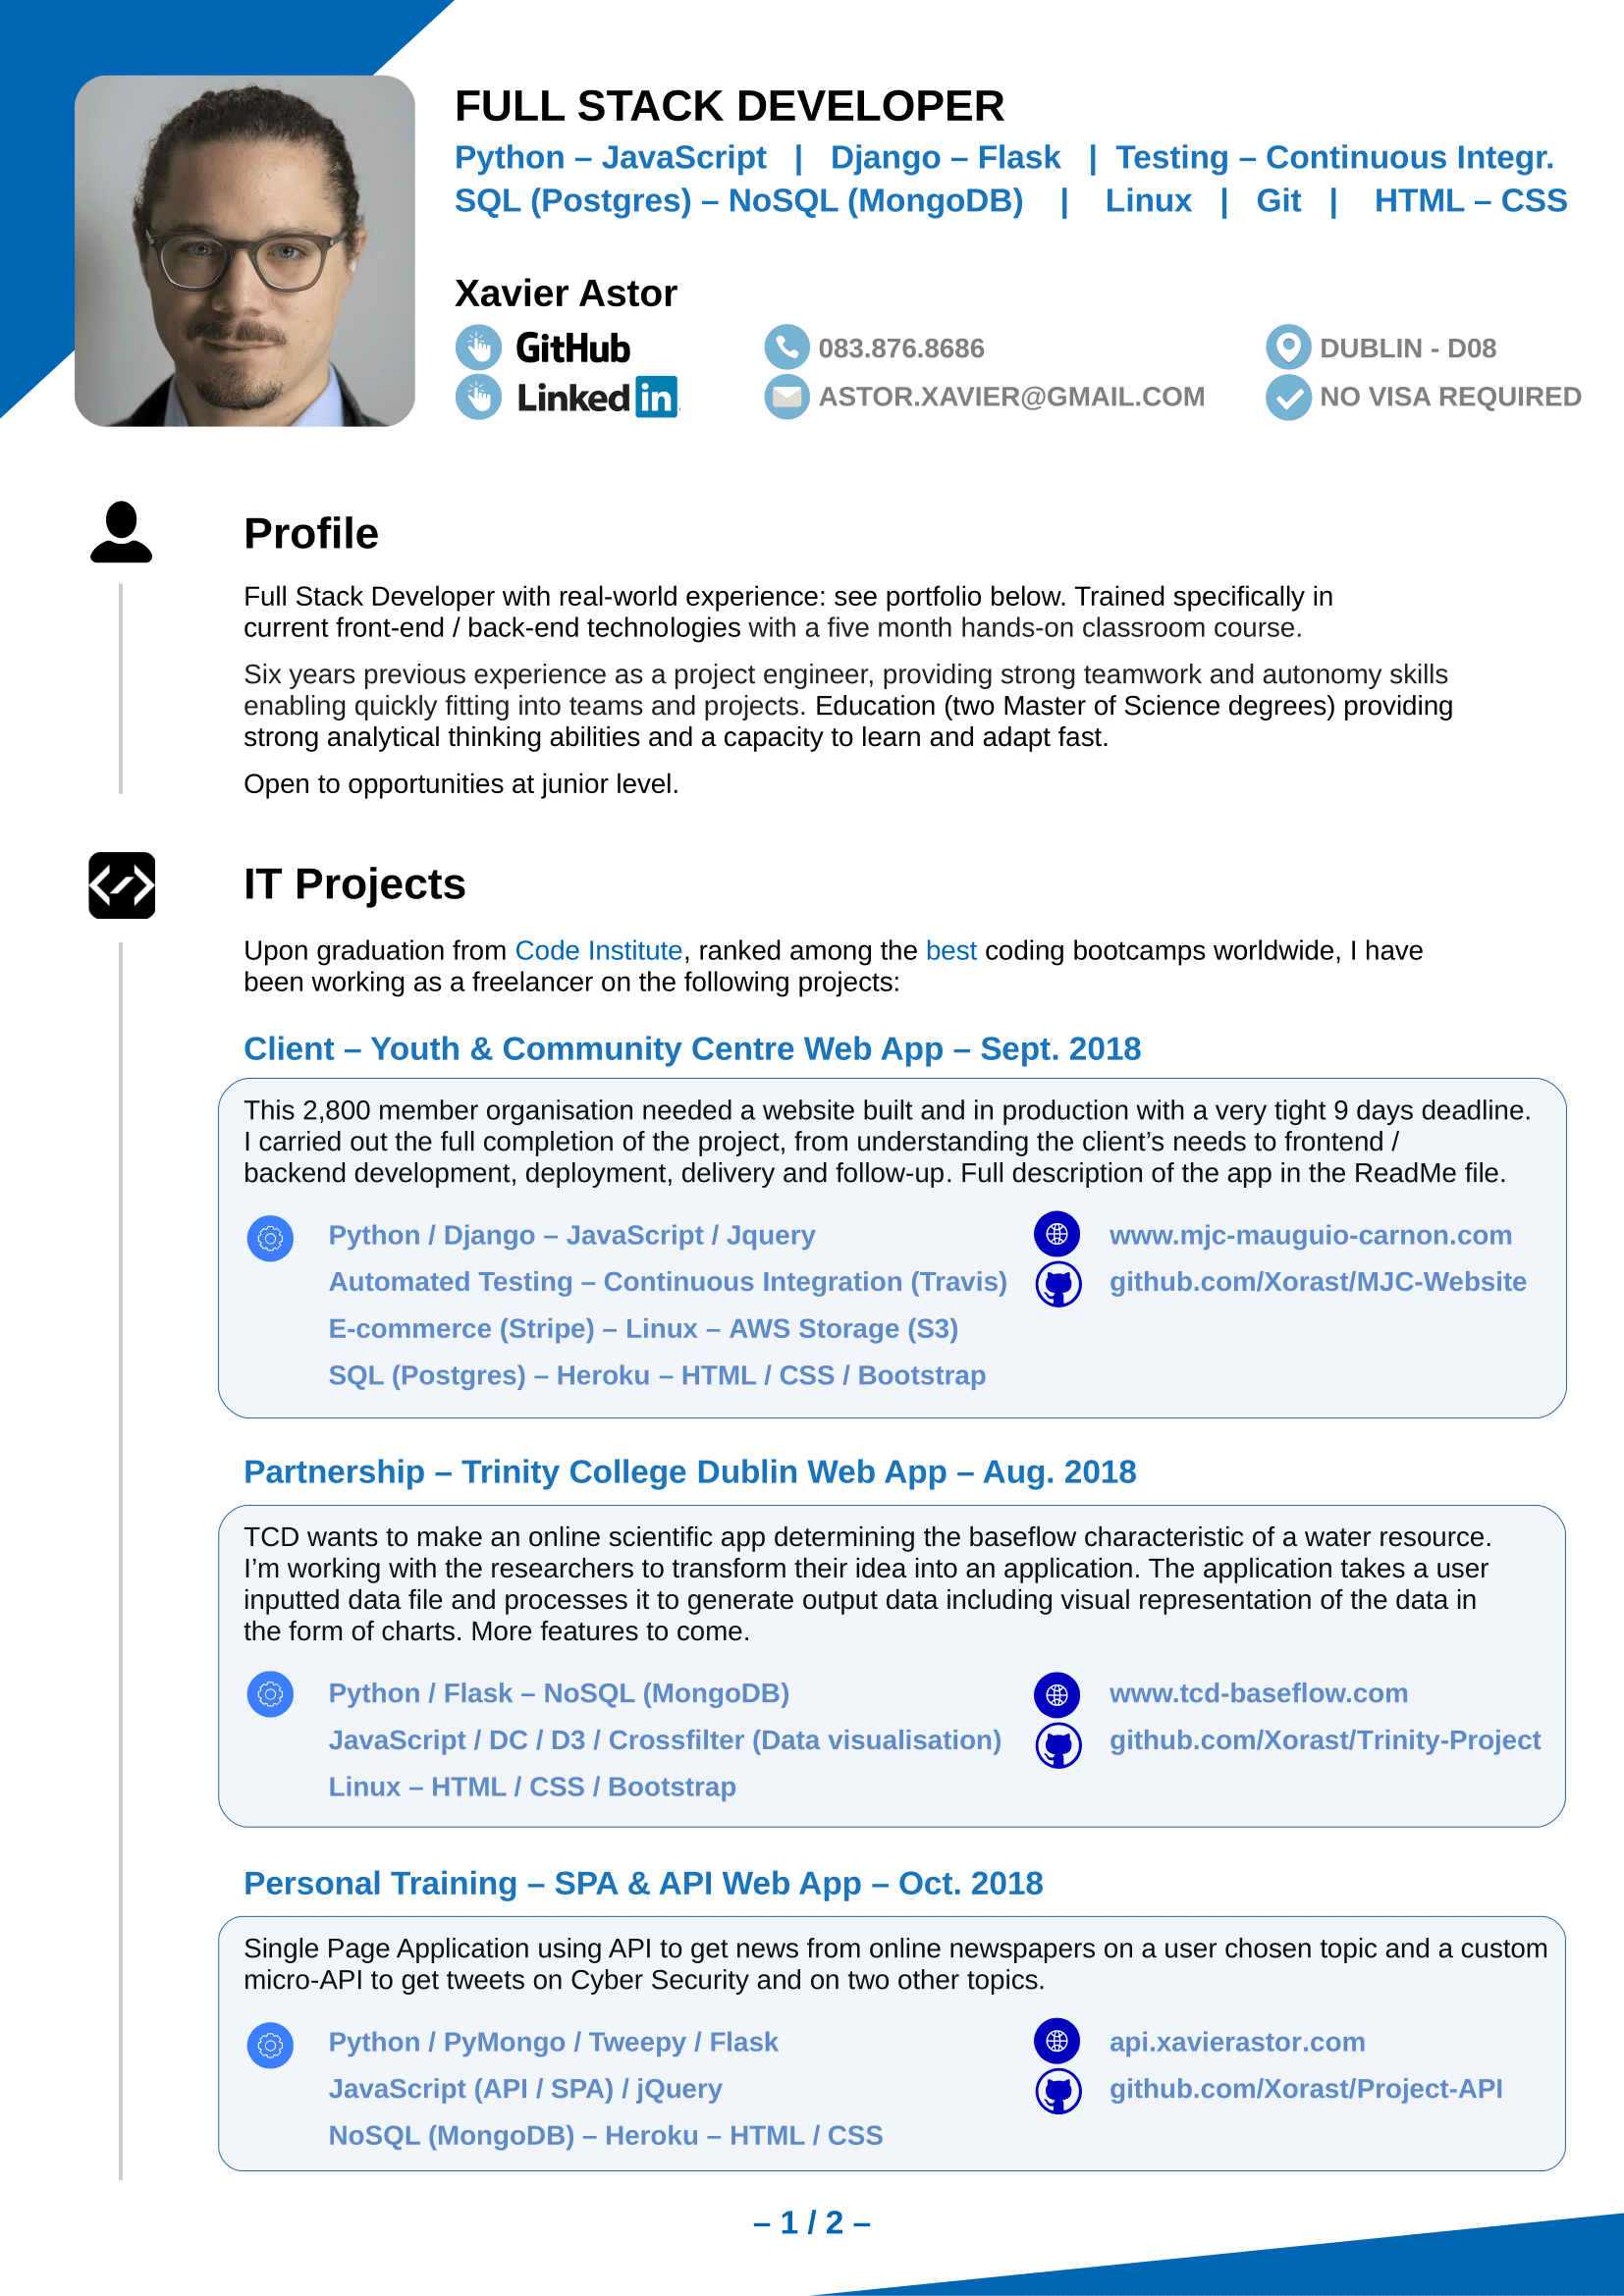 FULL STACK DEVELOPER
Python – JavaScript | Django – Flask | Testing – Continuous Integr.
SQL (Postgres) – NoSQL (MongoDB) | Linux | Git | HTML – CSS
Xavier Astor
GitHub 083.876.8686 DUBLIN - D08
Linked in ASTOR.XAVIER@GMAIL.COM NO VISA REQUIRED
Profile
Full Stack Developer with real-world experience: see portfolio below. Trained specifically in
current front-end / back-end technologies with a five month hands-on classroom course.
Six years previous experience as a project engineer, providing strong teamwork and autonomy skills
enabling quickly fitting into teams and projects. Education (two Master of Science degrees) providing
strong analytical thinking abilities and a capacity to learn and adapt fast.
Open to opportunities at junior level.
IT Projects
Upon graduation from Code Institute, ranked among the best coding bootcamps worldwide, I have
been working as a freelancer on the following projects:
Client – Youth & Community Centre Web App – Sept. 2018
This 2,800 member organisation needed a website built and in production with a very tight 9 days deadline.
I carried out the full completion of the project, from understanding the client’s needs to frontend /
backend development, deployment, delivery and follow-up. Full description of the app in the ReadMe file.
Python / Django – JavaScript / Jquery www.mjc-mauguio-carnon.com
Automated Testing – Continuous Integration (Travis) github.com/Xorast/MJC-Website
E-commerce (Stripe) – Linux – AWS Storage (S3)
SQL (Postgres) – Heroku – HTML / CSS / Bootstrap
Partnership – Trinity College Dublin Web App – Aug. 2018
TCD wants to make an online scientific app determining the baseflow characteristic of a water resource.
I’m working with the researchers to transform their idea into an application. The application takes a user
inputted data file and processes it to generate output data including visual representation of the data in
the form of charts. More features to come.
Python / Flask – NoSQL (MongoDB) www.tcd-baseflow.com
JavaScript / DC / D3 / Crossfilter (Data visualisation) github.com/Xorast/Trinity-Project
Linux – HTML / CSS / Bootstrap
Personal Training – SPA & API Web App – Oct. 2018
Single Page Application using API to get news from online newspapers on a user chosen topic and a custom
micro-API to get tweets on Cyber Security and on two other topics.
Python / PyMongo / Tweepy / Flask api.xavierastor.com
JavaScript (API / SPA) / jQuery github.com/Xorast/Project-API
NoSQL (MongoDB) – Heroku – HTML / CSS
– 1 / 2 –